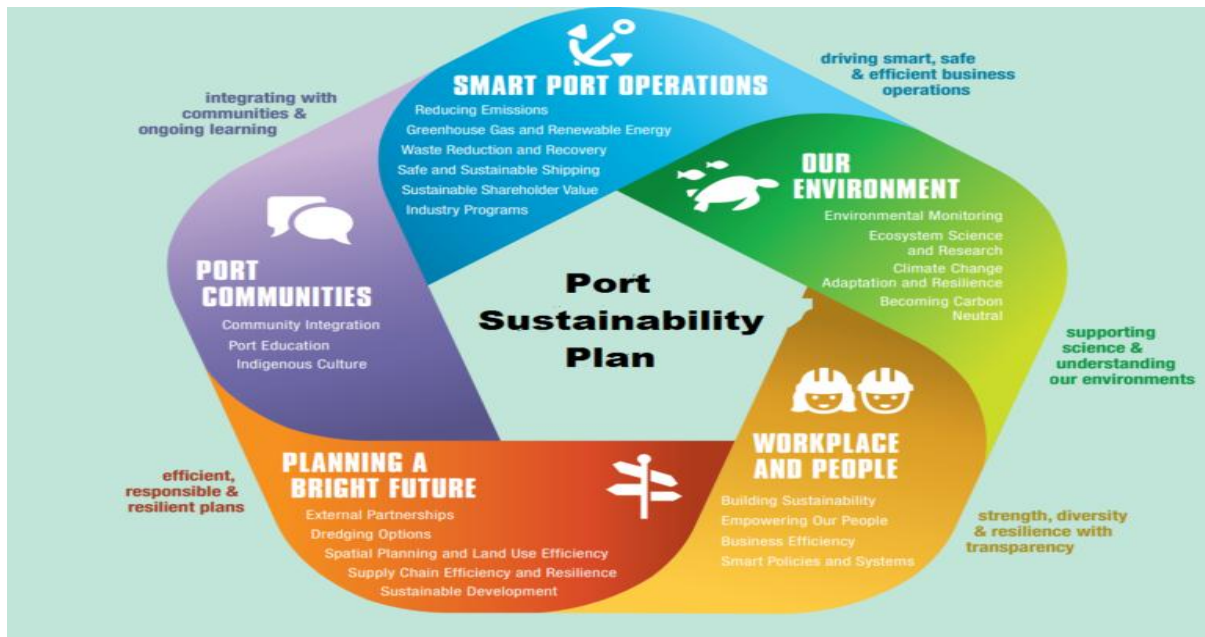 SMART PORT OPERATIONS
Reducing Emissions
Greenhouse Gas and Renewable Energy
Waste Reduction and Recovery
Safe and Sustainable Shipping
Sustainable Shareholder Value
Industry Programs
driving smart, safe
& efficient business
operations
OUR
ENVIRONMENT
Environmental Monitoring
Ecosystem Science
and Research
Climate Change
Adaptation and Resilience
Becoming Carbon
Neutral
supporting
science &
understanding
our environments
WORKPLACE
AND PEOPLE
Building Sustainability
Empowering Our People
Business Efficiency
Smart Policies and Systems
strength, diversity
& resilience with
transparency
PLANNING A
BRIGHT FUTURE
External Partnerships
Dredging Options
Spatial Planning and Land Use Efficiency
Supply Chain Efficiency and Resilience
Sustainable Development
efficient,
responsible &
resilient plans
PORT
COMMUNITIES
Community Integration
Port Education
Indigenous Culture
integrating with
communities &
ongoing learning
Port
Sustainability
Plan